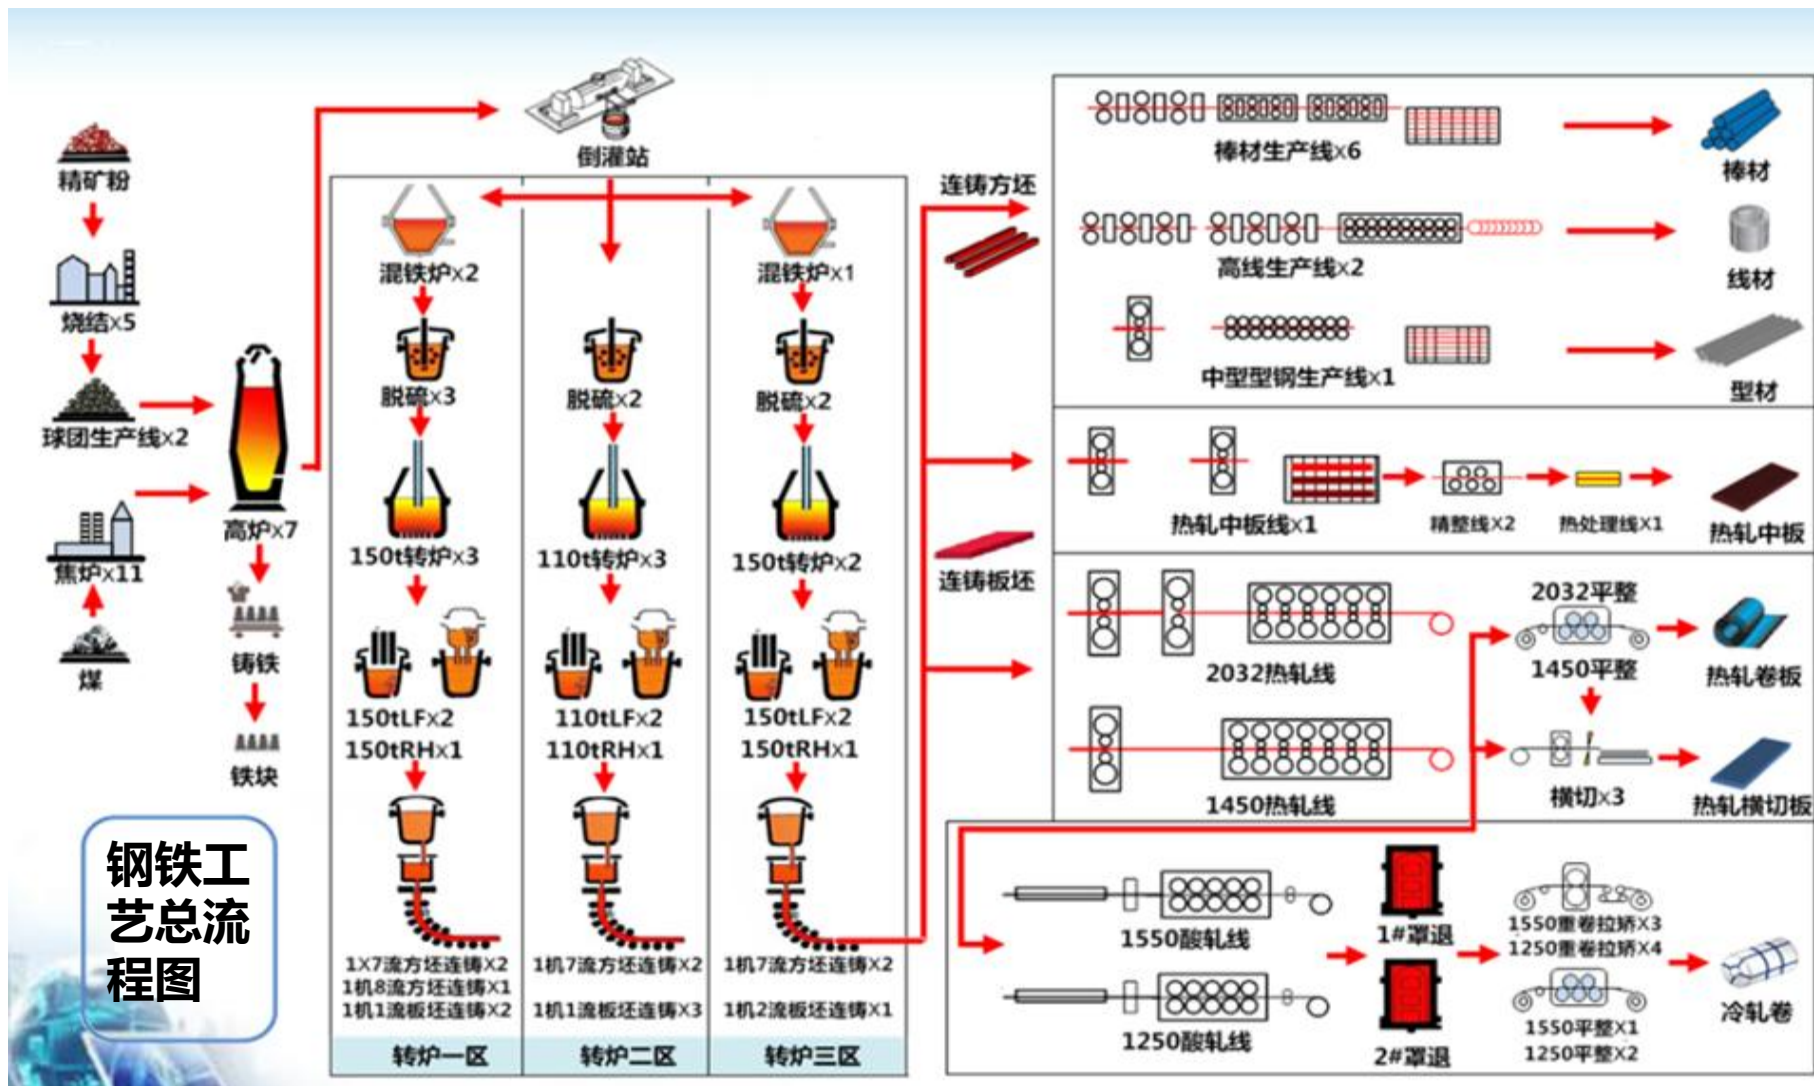 倒灌站
精矿粉
烧结x5
球团生产线x2
高炉x7
焦炉x11
煤
铸铁
铁块
钢铁工
艺总流
程图
混铁炉x2
脱硫x3
150t转炉x3
150tLFx2
150tRHx1
1X7流方坯连铸X2
1机8流方坯连铸X1
1机1流板坯连铸X2
转炉一区
脱硫x2
110t转炉x3
110tLFx2
110tRHx1
1机7流方坯连铸X2
1机1流板坯连铸X3
转炉二区
混铁炉x1
脱硫x2
150t转炉x2
150tLFx2
150tRHx1
1机7流方坯连铸X2
1机2流板坯连铸X1
转炉三区
连铸方坯
连铸板坯
棒材生产线x6
棒材
高线生产线x2
线材
中型型钢生产线x1
型材
热轧中板线x1
精整线X2
热处理线X1
热轧中板
2032热轧线
2032平整
1450平整
热轧卷板
1450热轧线
横切x3
热轧横切板
1550酸轧线
1250酸轧线
1#罩退
2#罩退
1550重卷拉矫X3
1250重卷拉矫X4
1550平整X1
1250平整X2
冷轧卷